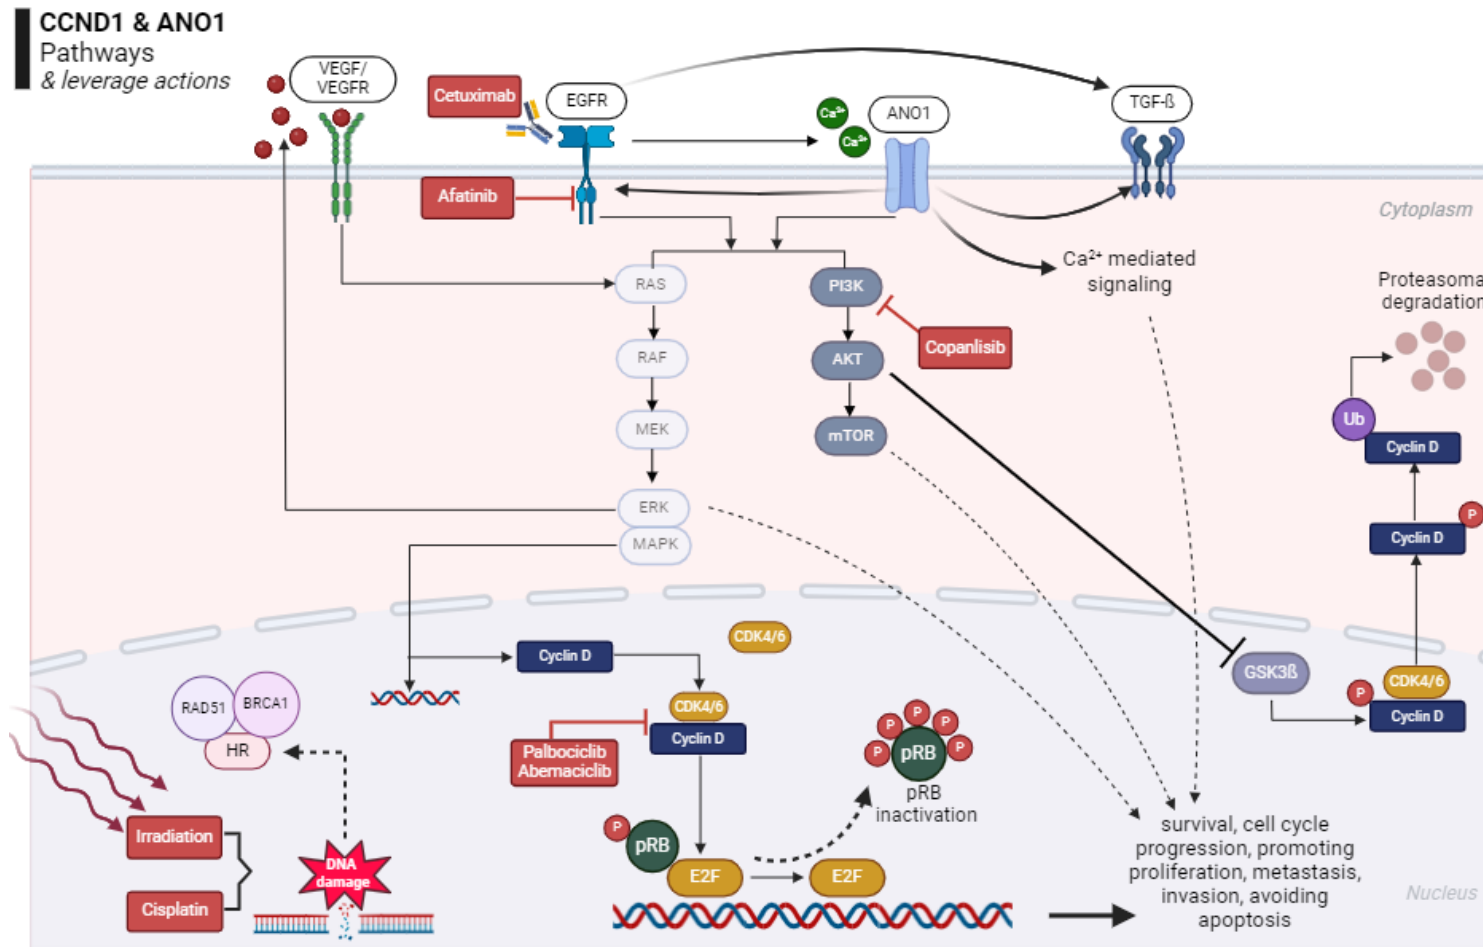 CCND1 & ANO1
Pathways
& leverage actions
VEGF/
VEGFR
Cetuximab
EGFR
Ca²⁺
Ca²⁺
ANO1
TGF-ß
Afatinib
Cytoplasm
RAS
PI3K
Ca²⁺ mediated
signaling
Proteasoma
degradation
Copanlisib
RAF
AKT
MEK
mTOR
Ub
Cyclin D
ERK
MAPK
P
Cyclin D
CDK4/6
Cyclin D
GSK3ß
P
CDK4/6
Cyclin D
RAD51
BRCA1
HR
CDK4/6
Cyclin D
Palbociclib
Abemaciclib
P
P
P
P
P
pRB
pRB
inactivation
Irradiation
P
pRB
DNA
damage
E2F
E2F
Cisplatin
survival, cell cycle
progression, promoting
proliferation, metastasis,
invasion, avoiding
apoptosis
Nucleus